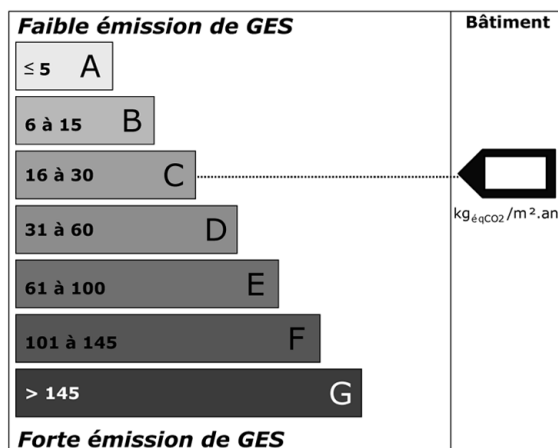 Faible émission de GES
Bâtiment
≤ 5 A
6 à 15 B
16 à 30 C
kgéqCO2/m².an
31 à 60 D
61 à 100 E
101 à 145 F
> 145 G
Forte émission de GES